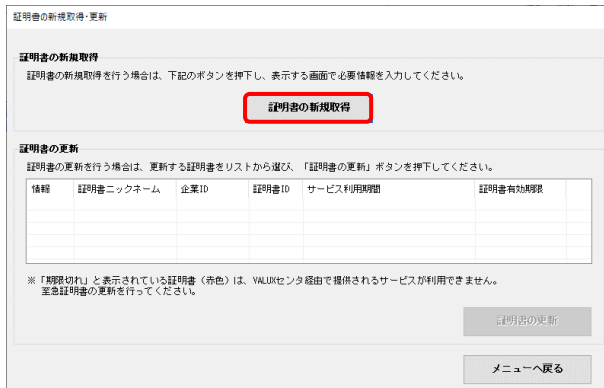 証明書の新規取得・更新
証明書の新規取得
証明書の新規取得を行う場合は、下記のボタンを押下し、表示する画面で必要情報を入力してください。
証明書の新規取得
証明書の更新
証明書の更新を行う場合は、更新する証明書をリストから選び、「証明書の更新」ボタンを押下してください。
情報 証明書ニックネーム 企業ID 証明書ID サービス利用期間 証明書有効期限
※「期限切れ」と表示されている証明書（赤色）は、VALUXセンタ経由で提供されるサービスが利用できません。
至急証明書の更新を行ってください。
証明書の更新
メニューへ戻る